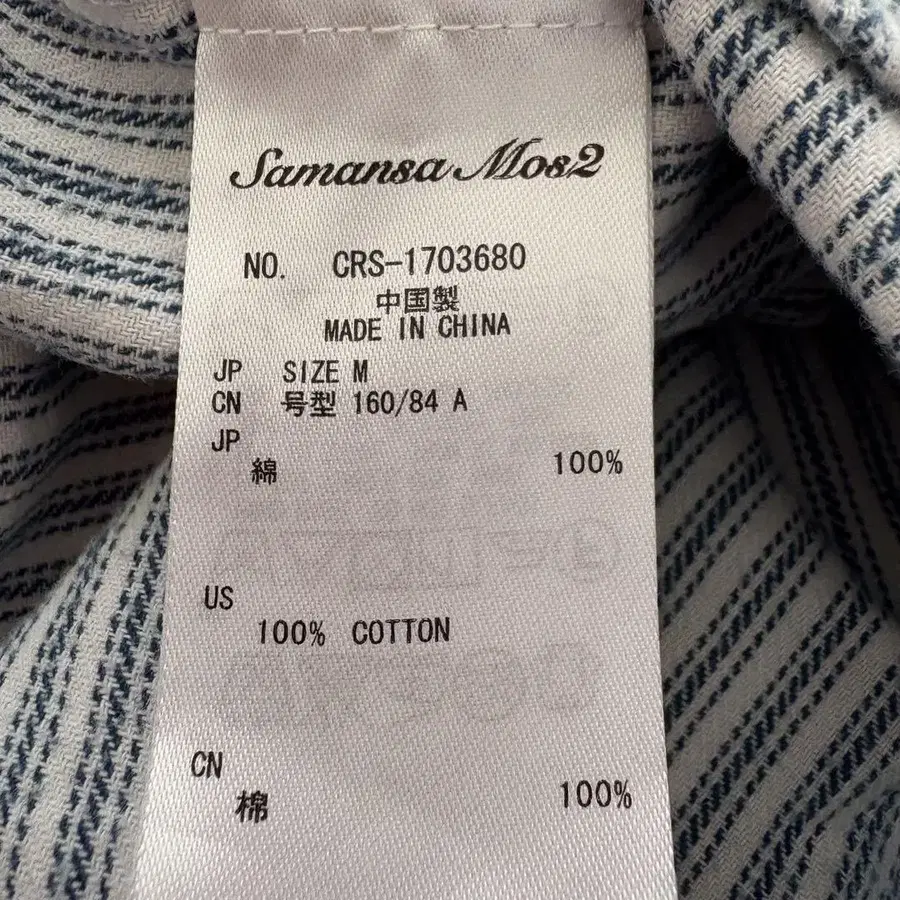 Samansa Mos2
NO. CRS-1703680
中国製
MADE IN CHINA
JP SIZE M
CN 号型 160/84 A
JP
綿 100%
US
100% COTTON
CN
棉 100%